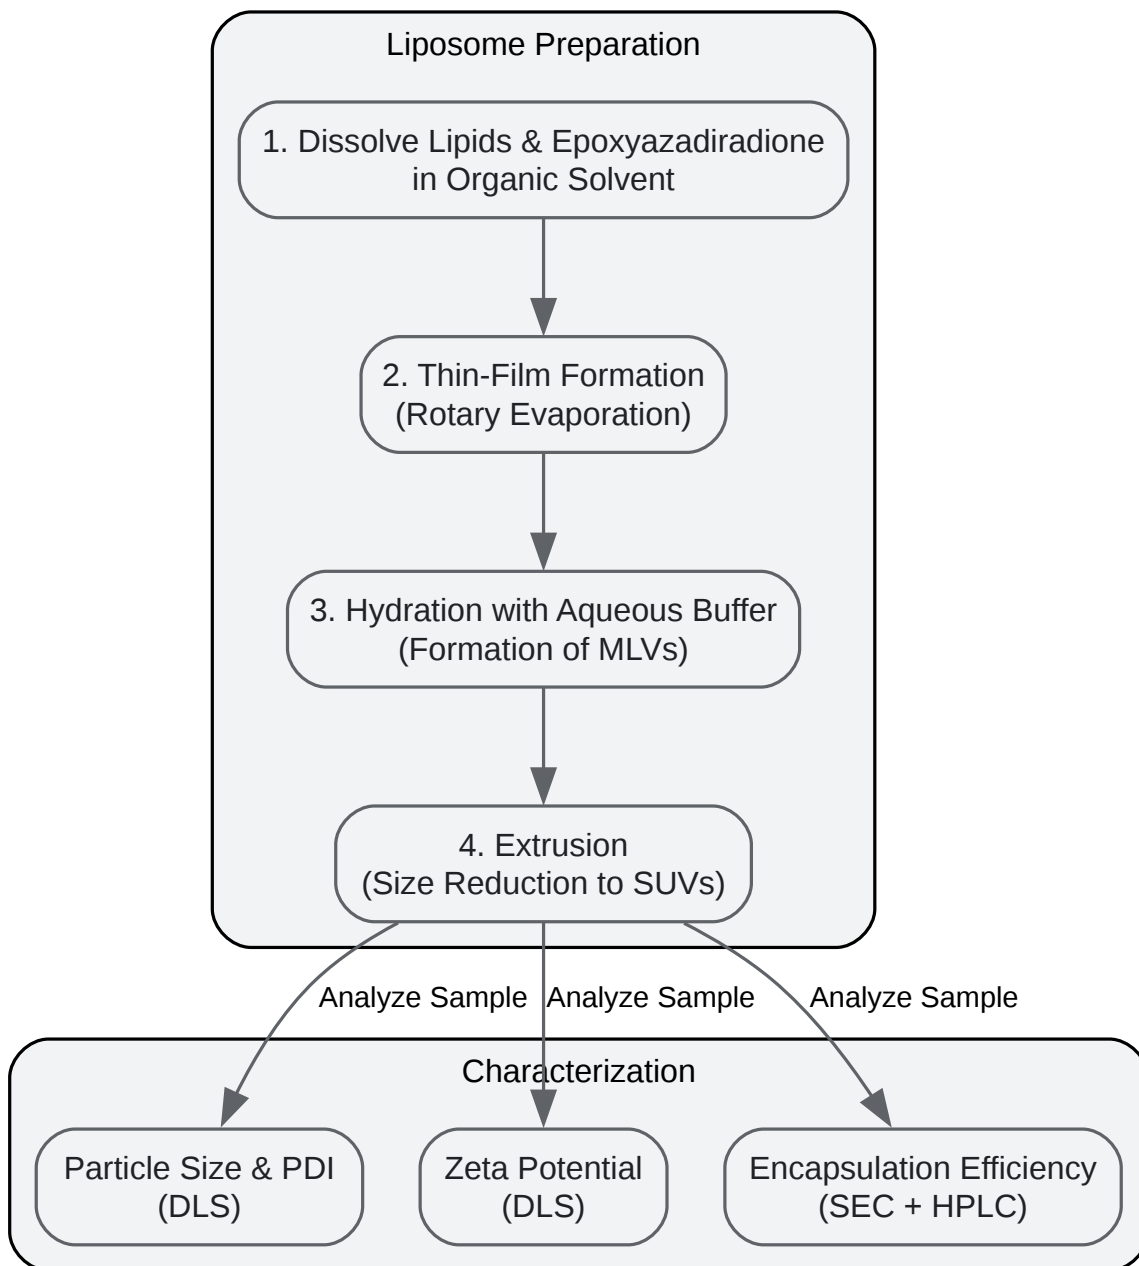 Liposome Preparation
1. Dissolve Lipids & Epoxyazadiradione
in Organic Solvent
2. Thin-Film Formation
(Rotary Evaporation)
3. Hydration with Aqueous Buffer
(Formation of MLVs)
4. Extrusion
(Size Reduction to SUVs)
Analyze Sample
Analyze Sample
Analyze Sample
Characterization
Particle Size & PDI
(DLS)
Zeta Potential
(DLS)
Encapsulation Efficiency
(SEC + HPLC)